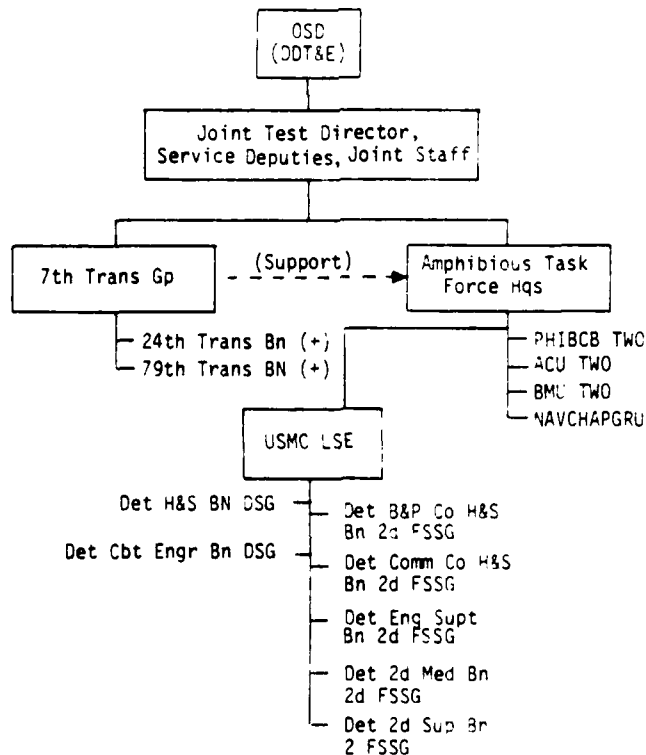 OSD
(DDT&E)
Joint Test Director,
Service Deputies, Joint Staff
7th Trans Gp
(Support)
Amphibious Task
Force Hqs
24th Trans Bn (+)
79th Trans BN (+)
PHIBCB TWO
ACU TWO
BMU TWO
NAVCHAPGRU
USMC LSE
Det H&S BN DSG
Det Cbt Engr Bn DSG
Det B&P Co H&S
Bn 2d FSSG
Det Comm Co H&S
Bn 2d FSSG
Det Eng Supt
Bn 2d FSSG
Det 2d Med Bn
2d FSSG
Det 2d Sup Bn
2 FSSG